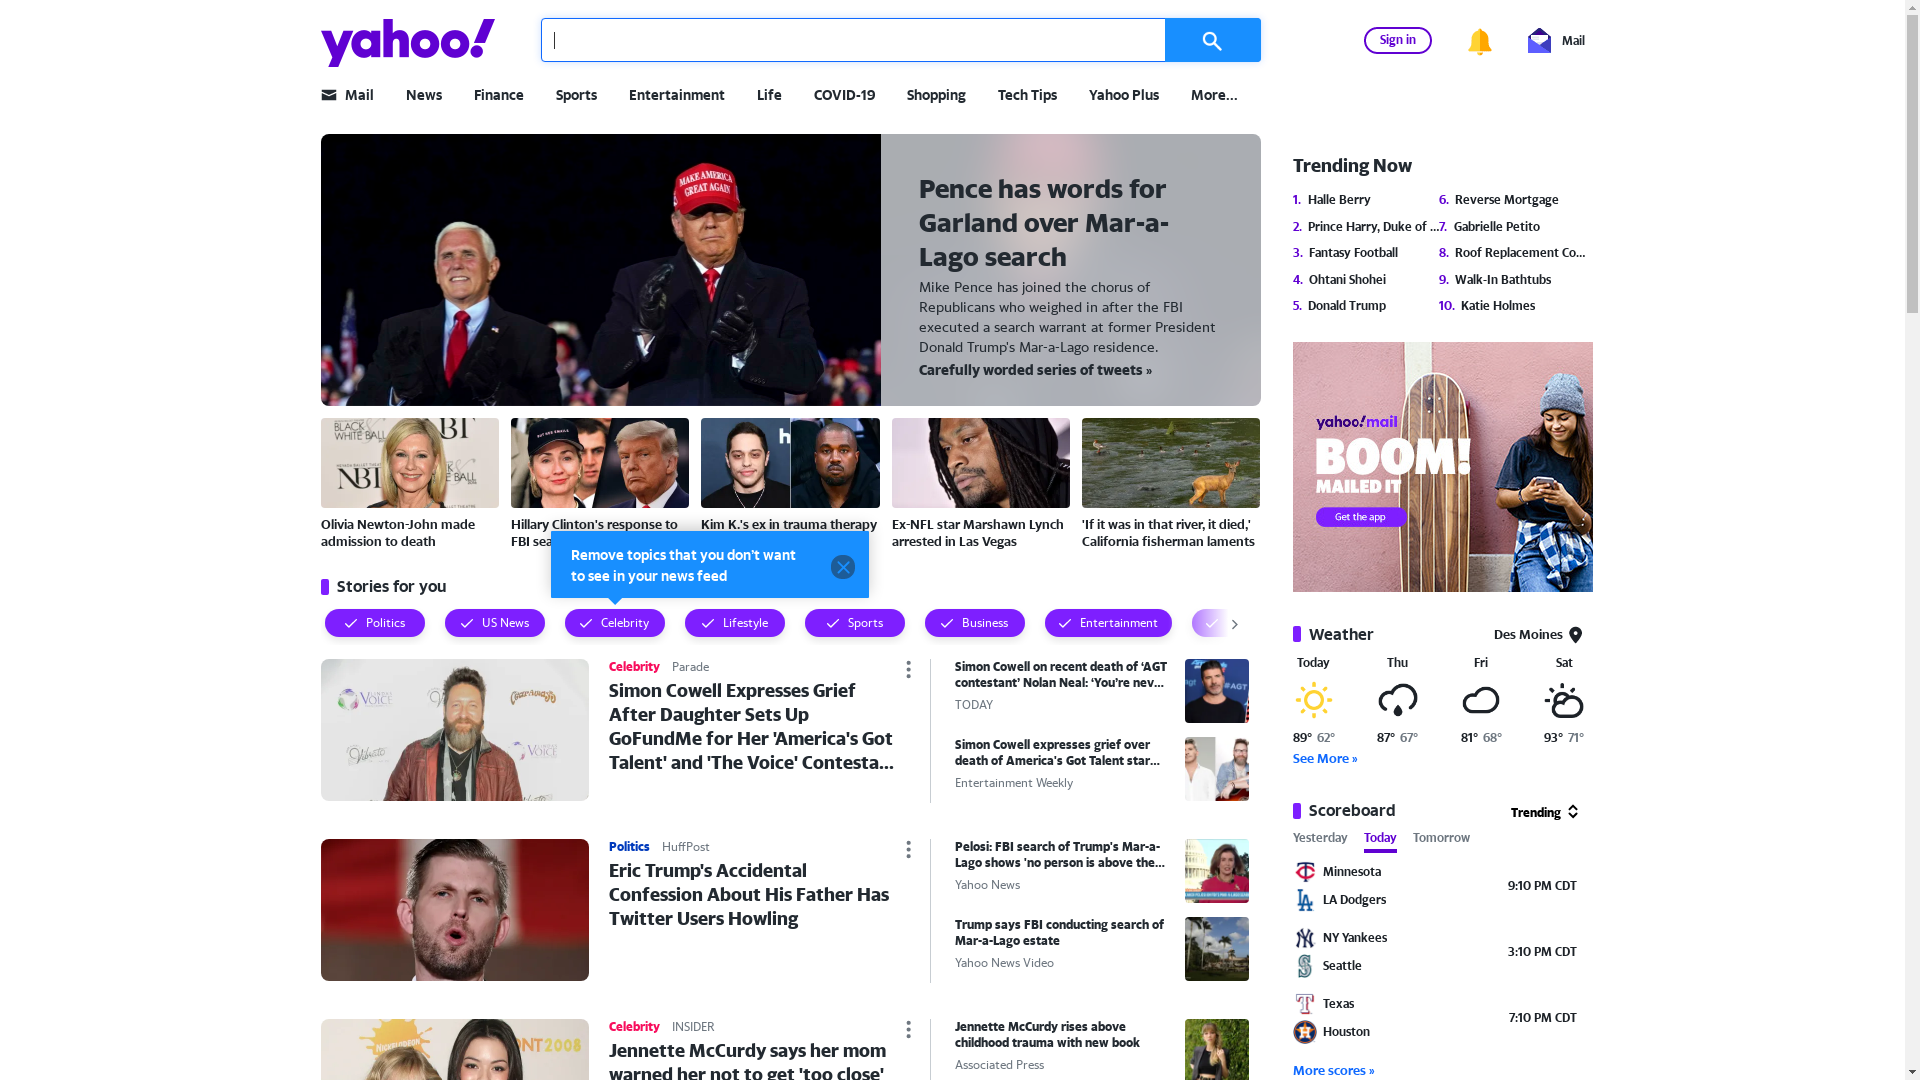 yahoo!
Sign in
Mail
Mail
News
Finance
Sports
Entertainment
Life
COVID-19
Shopping
Tech Tips
Yahoo Plus
More...
MAKE AMERICA
GREAT AGAIN
Pence has words for
Garland over Mar-a-
Lago search
Mike Pence has joined the chorus of
Republicans who weighed in after the FBI
executed a search warrant at former President
Donald Trump's Mar-a-Lago residence.
Carefully worded series of tweets »
Olivia Newton-John made
admission to death
Hillary Clinton's response to
FBI sea
Kim K.'s ex in trauma therapy
Ex-NFL star Marshawn Lynch
arrested in Las Vegas
'If it was in that river, it died,'
California fisherman laments
Remove topics that you don't want
to see in your news feed
Stories for you
Politics
US News
Celebrity
Lifestyle
Sports
Business
Entertainment
Celebrity Parade
Simon Cowell Expresses Grief
After Daughter Sets Up
GoFundMe for Her 'America's Got
Talent' and 'The Voice' Contesta...
Simon Cowell on recent death of ‘AGT
contestant’ Nolan Neal: ‘You’re nev...
TODAY
Simon Cowell expresses grief over
death of America's Got Talent star...
Entertainment Weekly
Politics HuffPost
Eric Trump's Accidental
Confession About His Father Has
Twitter Users Howling
Pelosi: FBI search of Trump's Mar-a-
Lago shows 'no person is above the...
Yahoo News
Trump says FBI conducting search of
Mar-a-Lago estate
Yahoo News Video
Celebrity INSIDER
Jennette McCurdy says her mom
warned her not to get 'too close'
Jennette McCurdy rises above
childhood trauma with new book
Associated Press
Trending Now
1. Halle Berry
2. Prince Harry, Duke of ...
3. Fantasy Football
4. Ohtani Shohei
5. Donald Trump
6. Reverse Mortgage
7. Gabrielle Petito
8. Roof Replacement Co...
9. Walk-In Bathtubs
10. Katie Holmes
yahoo!mail
BOOM!
MAILED IT
Get the app
Weather
Des Moines
Today Thu Fri Sat
89° 62° 87° 67° 81° 68° 93° 71°
See More »
Scoreboard
Trending
Yesterday Today Tomorrow
Minnesota
LA Dodgers
9:10 PM CDT
NY Yankees
Seattle
3:10 PM CDT
Texas
Houston
7:10 PM CDT
More scores »